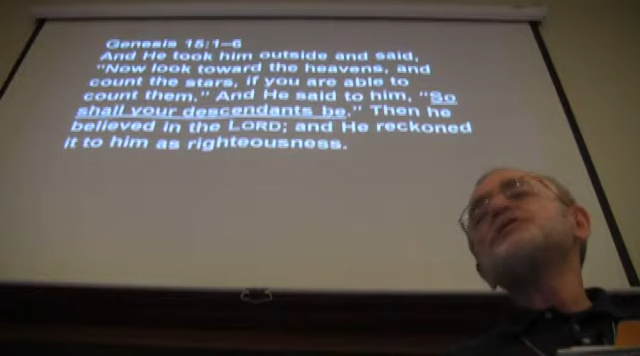 Genesis 15:1–6
And He took him outside and said,
"Now look toward the heavens, and
count the stars, if you are able to
count them." And He said to him, "So
shall your descendants be." Then he
believed in the LORD; and He reckoned
it to him as righteousness.